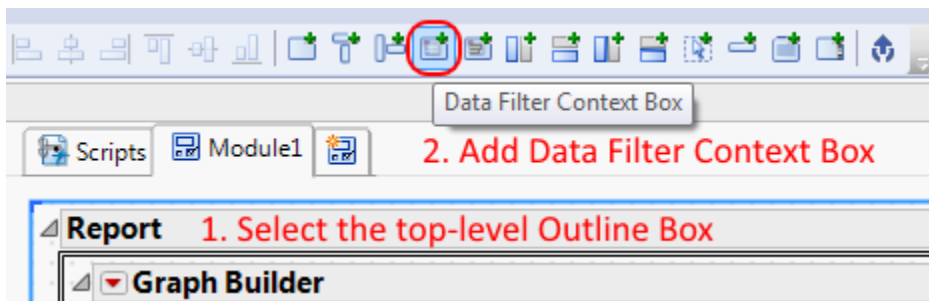 Data Filter Context Box
Scripts Module1 2. Add Data Filter Context Box
Report 1. Select the top-level Outline Box
Graph Builder